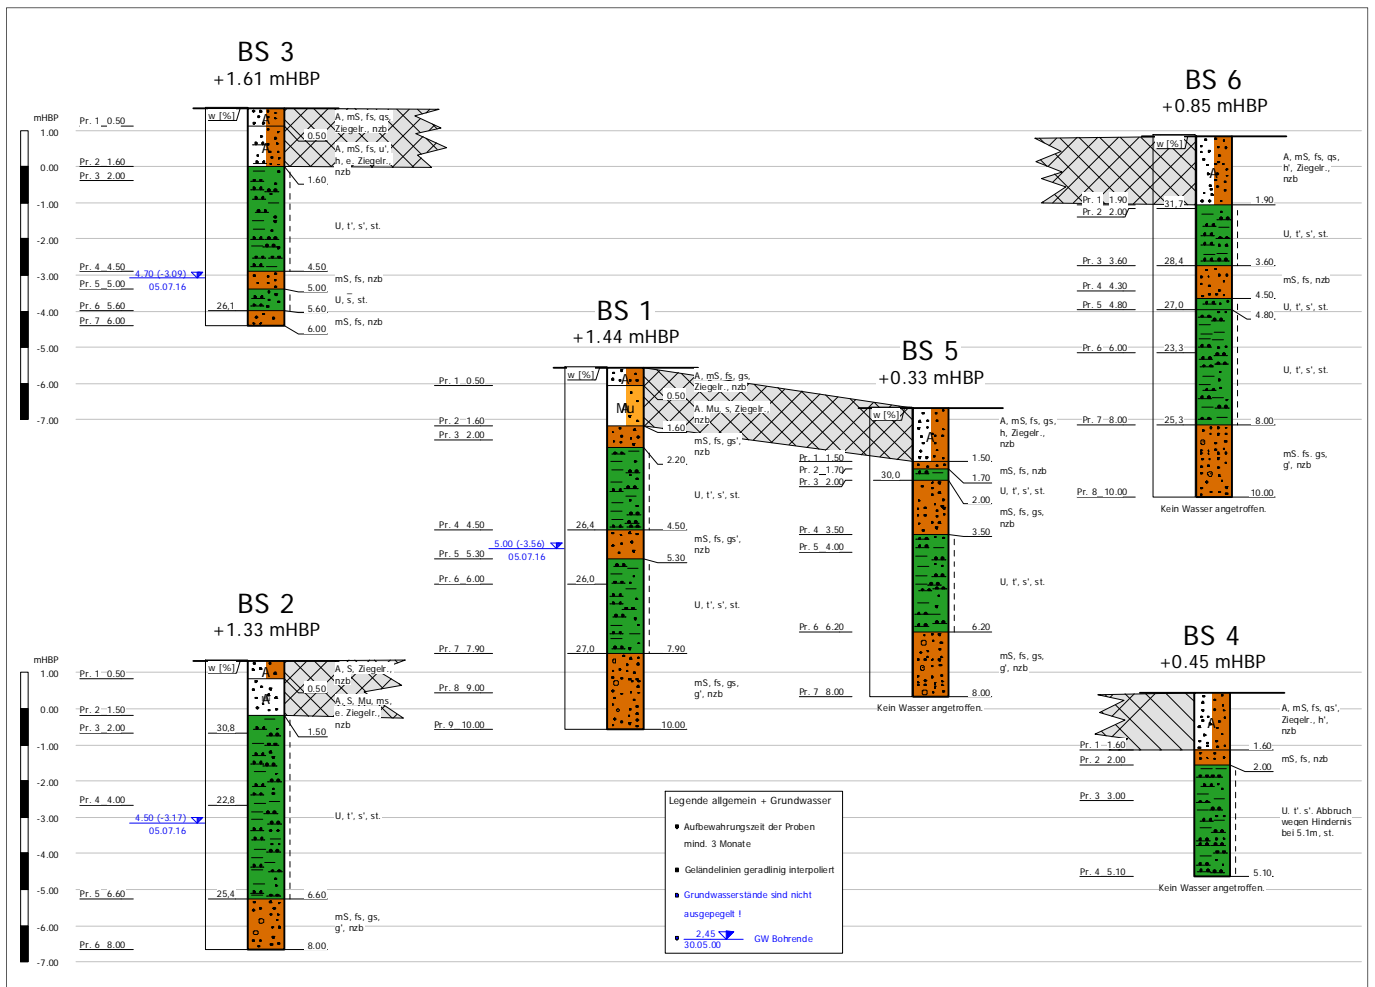 BS 3
+1.61 mHBP
mHBP
1.00
0.00
-1.00
-2.00
-3.00
-4.00
-5.00
-6.00
-7.00
Pr. 1 0.50
Pr. 2 1.60
Pr. 3 2.00
Pr. 4 4.50
Pr. 5 5.00
Pr. 6 5.60
Pr. 7 6.00
4.70 (-3.09)
05.07.16
w [%]
26,1
A
A
0.50
1.60
4.50
5.00
5.60
6.00
A, mS, fs, gs,
Ziegelr., nzb
A, mS, fs, u',
h, e, Ziegelr.,
nzb
U, t', s', st.
mS, fs, nzb
U, s, st.
mS, fs, nzb
BS 6
+0.85 mHBP
w [%]
Pr. 1 1.90
Pr. 2 2.00
Pr. 3 3.60
Pr. 4 4.30
Pr. 5 4.80
Pr. 6 6.00
Pr. 7 8.00
Pr. 8 10.00
31,7
28,4
27,0
23,3
25,3
A
1.90
3.60
4.50
4.80
8.00
10.00
A, mS, fs, gs,
h', Ziegelr.,
nzb
U, t', s', st.
mS, fs, nzb
U, t', s', st.
U, t', s', st.
mS, fs, gs,
g', nzb
Kein Wasser angetroffen.
BS 1
+1.44 mHBP
w [%]
Pr. 1 0.50
Pr. 2 1.60
Pr. 3 2.00
Pr. 4 4.50
Pr. 5 5.30
Pr. 6 6.00
Pr. 7 7.90
Pr. 8 9.00
Pr. 9 10.00
5.00 (-3.56)
05.07.16
26,4
26,0
27,0
A
Mu
0.50
1.60
2.20
4.50
5.30
7.90
10.00
A, mS, fs, gs,
Ziegelr., nzb
A, Mu, s, Ziegelr.,
nzb
mS, fs, gs',
nzb
U, t', s', st.
mS, fs, gs',
nzb
U, t', s', st.
mS, fs, gs,
g', nzb
BS 5
+0.33 mHBP
w [%]
Pr. 1 1.50
Pr. 2 1.70
Pr. 3 2.00
Pr. 4 3.50
Pr. 5 4.00
Pr. 6 6.20
Pr. 7 8.00
30,0
A
1.50
1.70
2.00
3.50
6.20
8.00
A, mS, fs, gs,
h, Ziegelr.,
nzb
mS, fs, nzb
U, t', s', st.
mS, fs, gs,
nzb
U, t', s', st.
mS, fs, gs,
g', nzb
Kein Wasser angetroffen.
BS 2
+1.33 mHBP
mHBP
1.00
0.00
-1.00
-2.00
-3.00
-4.00
-5.00
-6.00
-7.00
Pr. 1 0.50
Pr. 2 1.50
Pr. 3 2.00
Pr. 4 4.00
Pr. 5 6.60
Pr. 6 8.00
4.50 (-3.17)
05.07.16
w [%]
30,8
22,8
25,4
A
A
0.50
1.50
6.60
8.00
A, S, Ziegelr.,
nzb
A, S, Mu, ms,
e, Ziegelr.,
nzb
U, t', s', st.
mS, fs, gs,
g', nzb
BS 4
+0.45 mHBP
Pr. 1 1.60
Pr. 2 2.00
Pr. 3 3.00
Pr. 4 5.10
A
1.60
2.00
5.10
A, mS, fs, gs',
Ziegelr., h',
nzb
mS, fs, nzb
U, t', s', Abbruch
wegen Hindernis
bei 5.1m, st.
Kein Wasser angetroffen.
Legende allgemein + Grundwasser
Aufbewahrungszeit der Proben
mind. 3 Monate
Geländelinien geradlinig interpoliert
Grundwasserstände sind nicht
ausgepegelt !
2,45
30.05.00
GW Bohrende